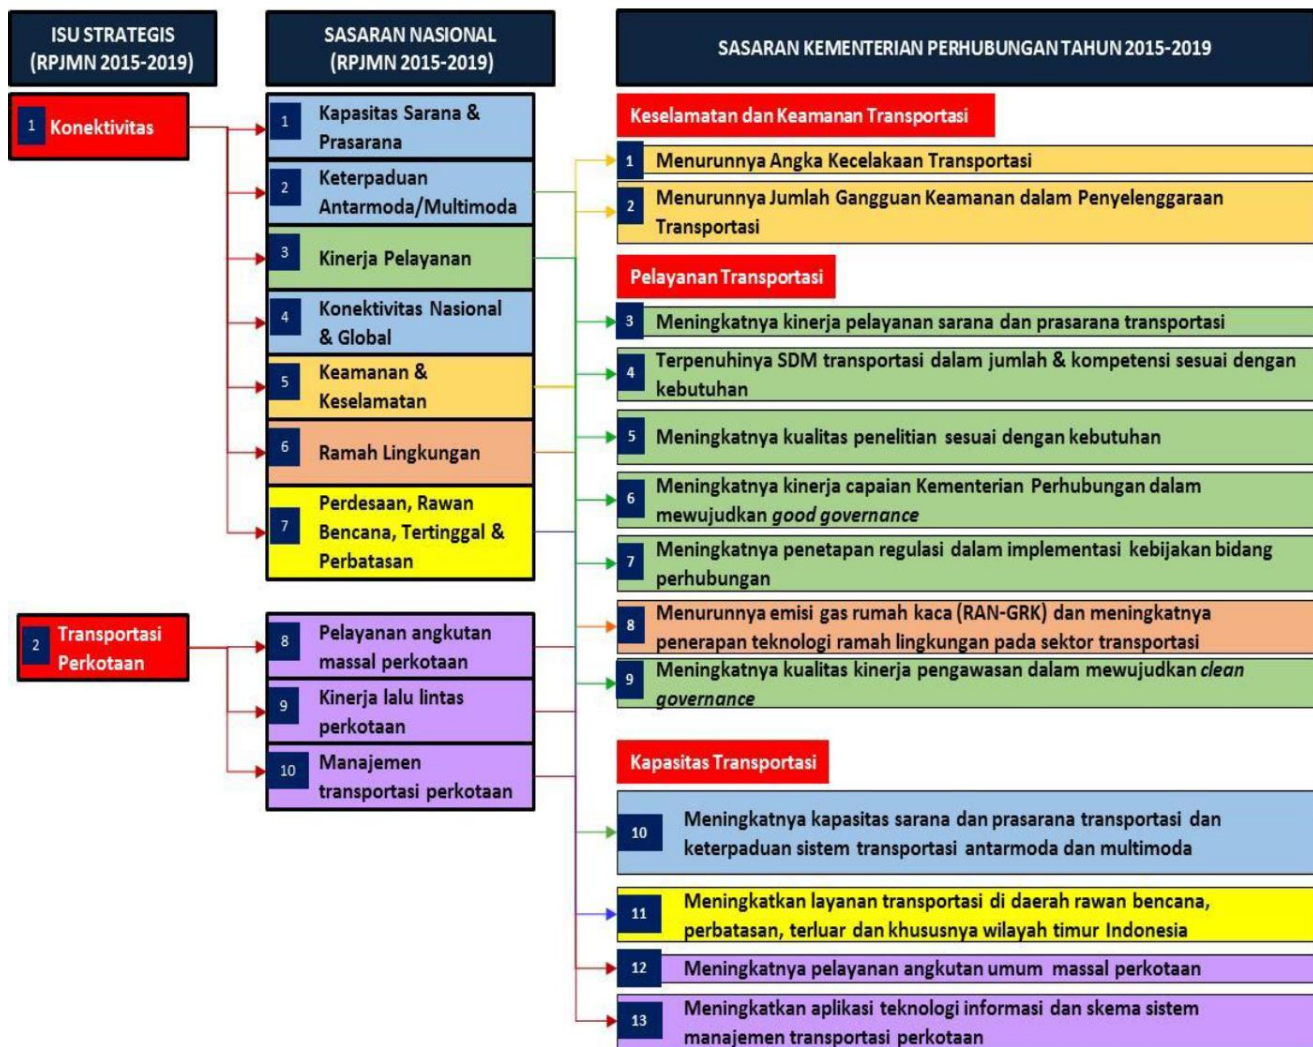 ISU STRATEGIS
(RPJMN 2015-2019)
SASARAN NASIONAL
(RPJMN 2015-2019)
SASARAN KEMENTERIAN PERHUBUNGAN TAHUN 2015-2019
1 Konektivitas
1 Kapasitas Sarana &
Prasarana
2 Keterpaduan
Antarmoda/Multimoda
3 Kinerja Pelayanan
4 Konektivitas Nasional
& Global
5 Keamanan &
Keselamatan
6 Ramah Lingkungan
7 Perdesaan, Rawan
Bencana, Tertinggal &
Perbatasan
2 Transportasi
Perkotaan
8 Pelayanan angkutan
massal perkotaan
9 Kinerja lalu lintas
perkotaan
10 Manajemen
transportasi perkotaan
Keselamatan dan Keamanan Transportasi
1 Menurunnya Angka Kecelakaan Transportasi
2 Menurunnya Jumlah Gangguan Keamanan dalam Penyelenggaraan
Transportasi
Pelayanan Transportasi
3 Meningkatnya kinerja pelayanan sarana dan prasarana transportasi
4 Terpenuhinya SDM transportasi dalam jumlah & kompetensi sesuai dengan
kebutuhan
5 Meningkatnya kualitas penelitian sesuai dengan kebutuhan
6 Meningkatnya kinerja capaian Kementerian Perhubungan dalam
mewujudkan good governance
7 Meningkatnya penetapan regulasi dalam implementasi kebijakan bidang
perhubungan
8 Menurunnya emisi gas rumah kaca (RAN-GRK) dan meningkatnya
penerapan teknologi ramah lingkungan pada sektor transportasi
9 Meningkatnya kualitas kinerja pengawasan dalam mewujudkan clean
governance
Kapasitas Transportasi
10 Meningkatnya kapasitas sarana dan prasarana transportasi dan
keterpaduan sistem transportasi antarmoda dan multimoda
11 Meningkatkan layanan transportasi di daerah rawan bencana,
perbatasan, terluar dan khususnya wilayah timur Indonesia
12 Meningkatnya pelayanan angkutan umum massal perkotaan
13 Meningkatkan aplikasi teknologi informasi dan skema sistem
manajemen transportasi perkotaan